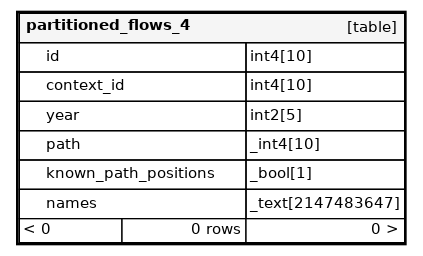 partitioned_flows_4 [table]
id int4[10]
context_id int4[10]
year int2[5]
path _int4[10]
known_path_positions _bool[1]
names _text[2147483647]
< 0 0 rows 0 >